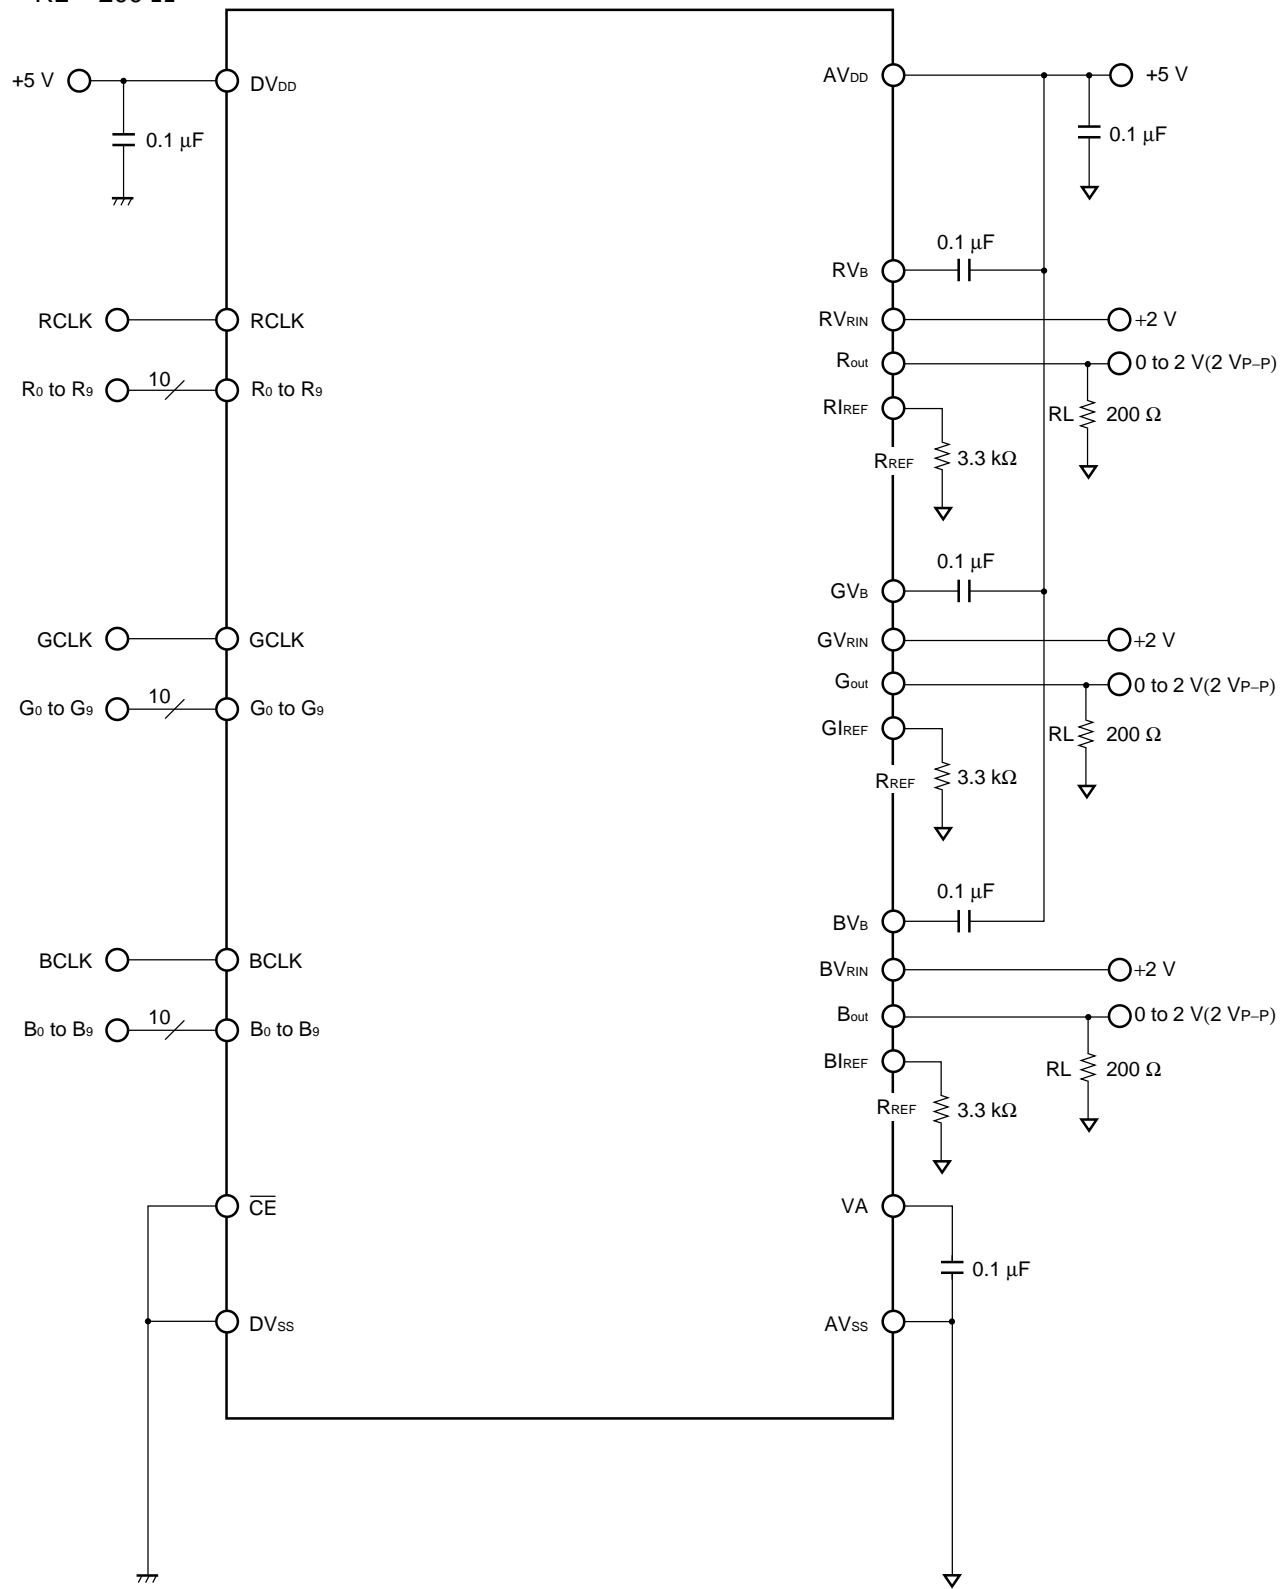 +5 V DVDD AVDD +5 V
0.1 μF 0.1 μF
0.1 μF
RVB
RCLK RCLK RVRIN +2 V
Rout 0 to 2 V(2 VP–P)
R0 to R9 10 R0 to R9
RIREF RL 200 Ω
RREF 3.3 kΩ
0.1 μF
GVB
GCLK GCLK GVRIN +2 V
Gout 0 to 2 V(2 VP–P)
G0 to G9 10 G0 to G9
GIREF RL 200 Ω
RREF 3.3 kΩ
0.1 μF
BVB
BCLK BCLK BVRIN +2 V
Bout 0 to 2 V(2 VP–P)
B0 to B9 10 B0 to B9
BIREF RL 200 Ω
RREF 3.3 kΩ
CE VA
0.1 μF
DVSS AVSS